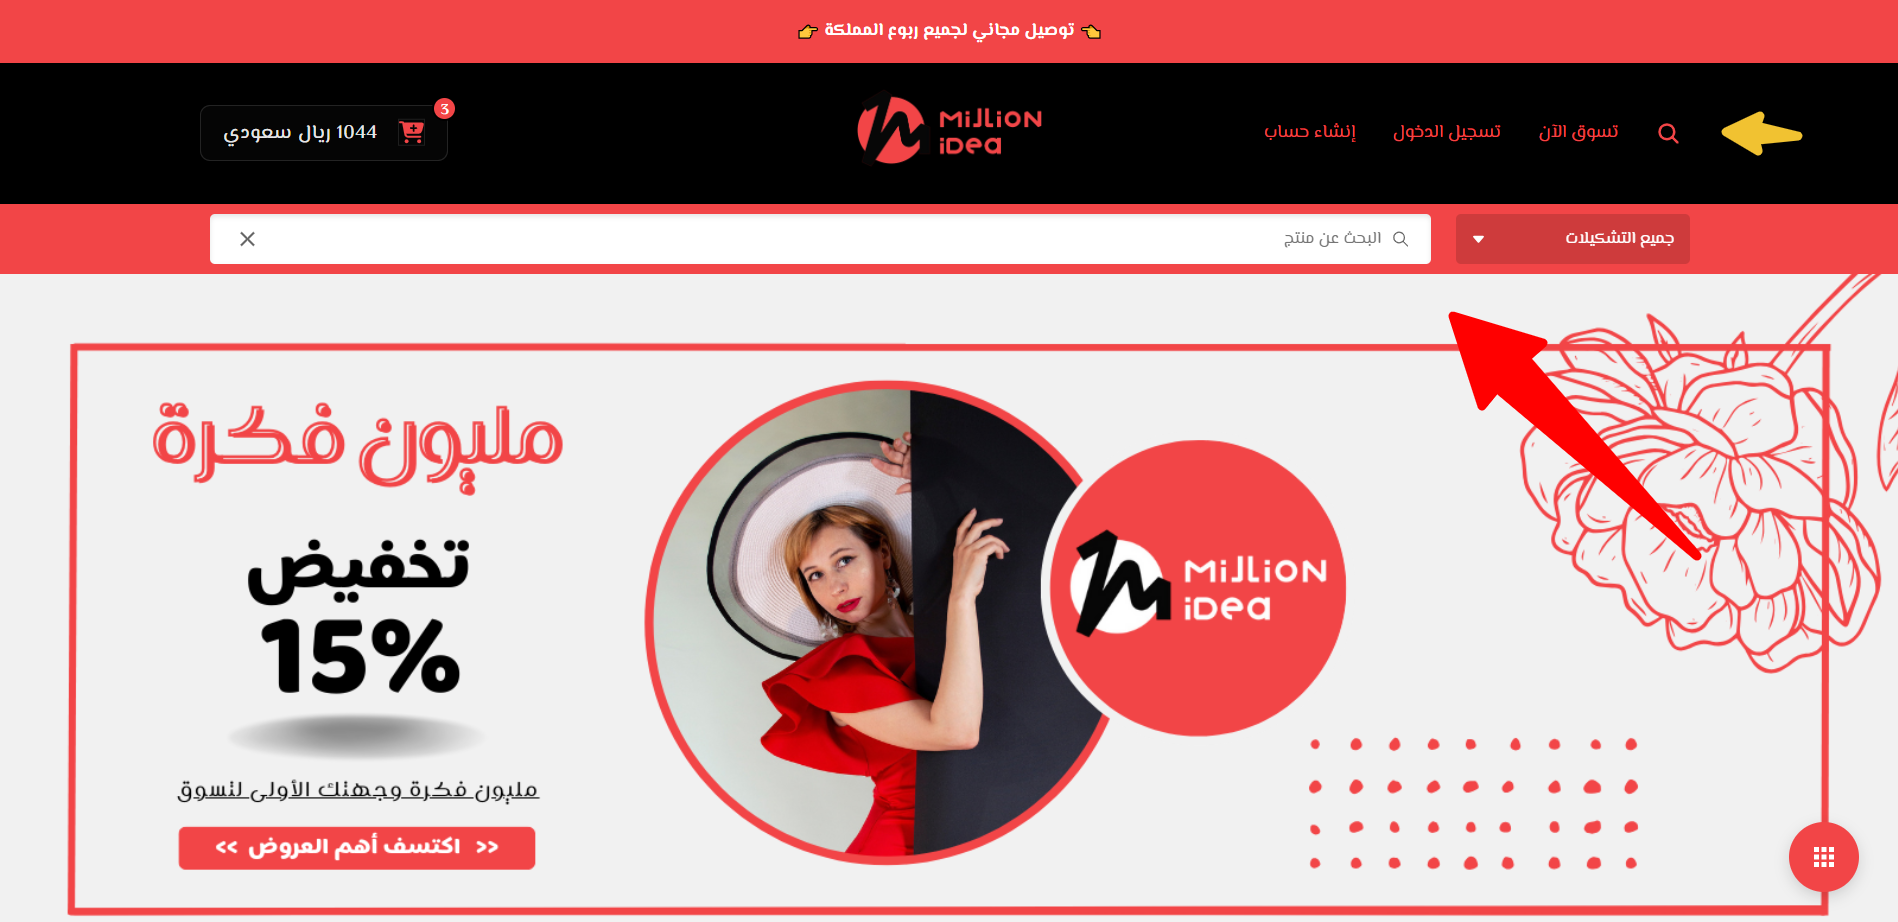 👈 توصيل مجاني لجميع ربوع المملكة 👉
تسوق الآن
تسجيل الدخول
إنشاء حساب
MiLLiON
iDea
3
1044 ريال سعودي
جميع التشكيلات
البحث عن منتج
مليون فكرة
تخفيض
15%
مليون فكرة وجهتك الأولى لتسوق
<< اكتسف أهم العروض >>
MiLLiON
iDea